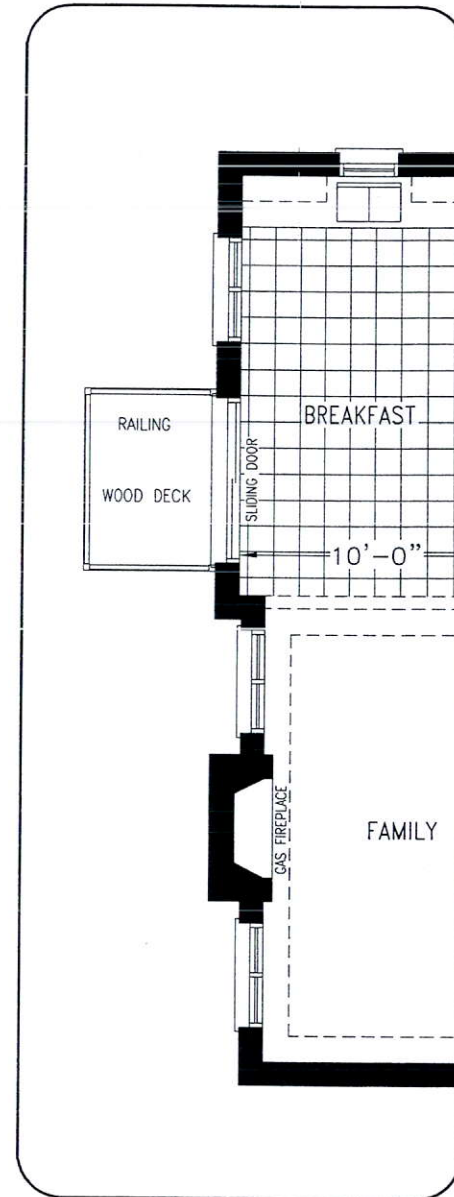 RAILING
BREAKFAST
WOOD DECK
SLIDING DOOR
10'-0"
GAS FIREPLACE
FAMILY